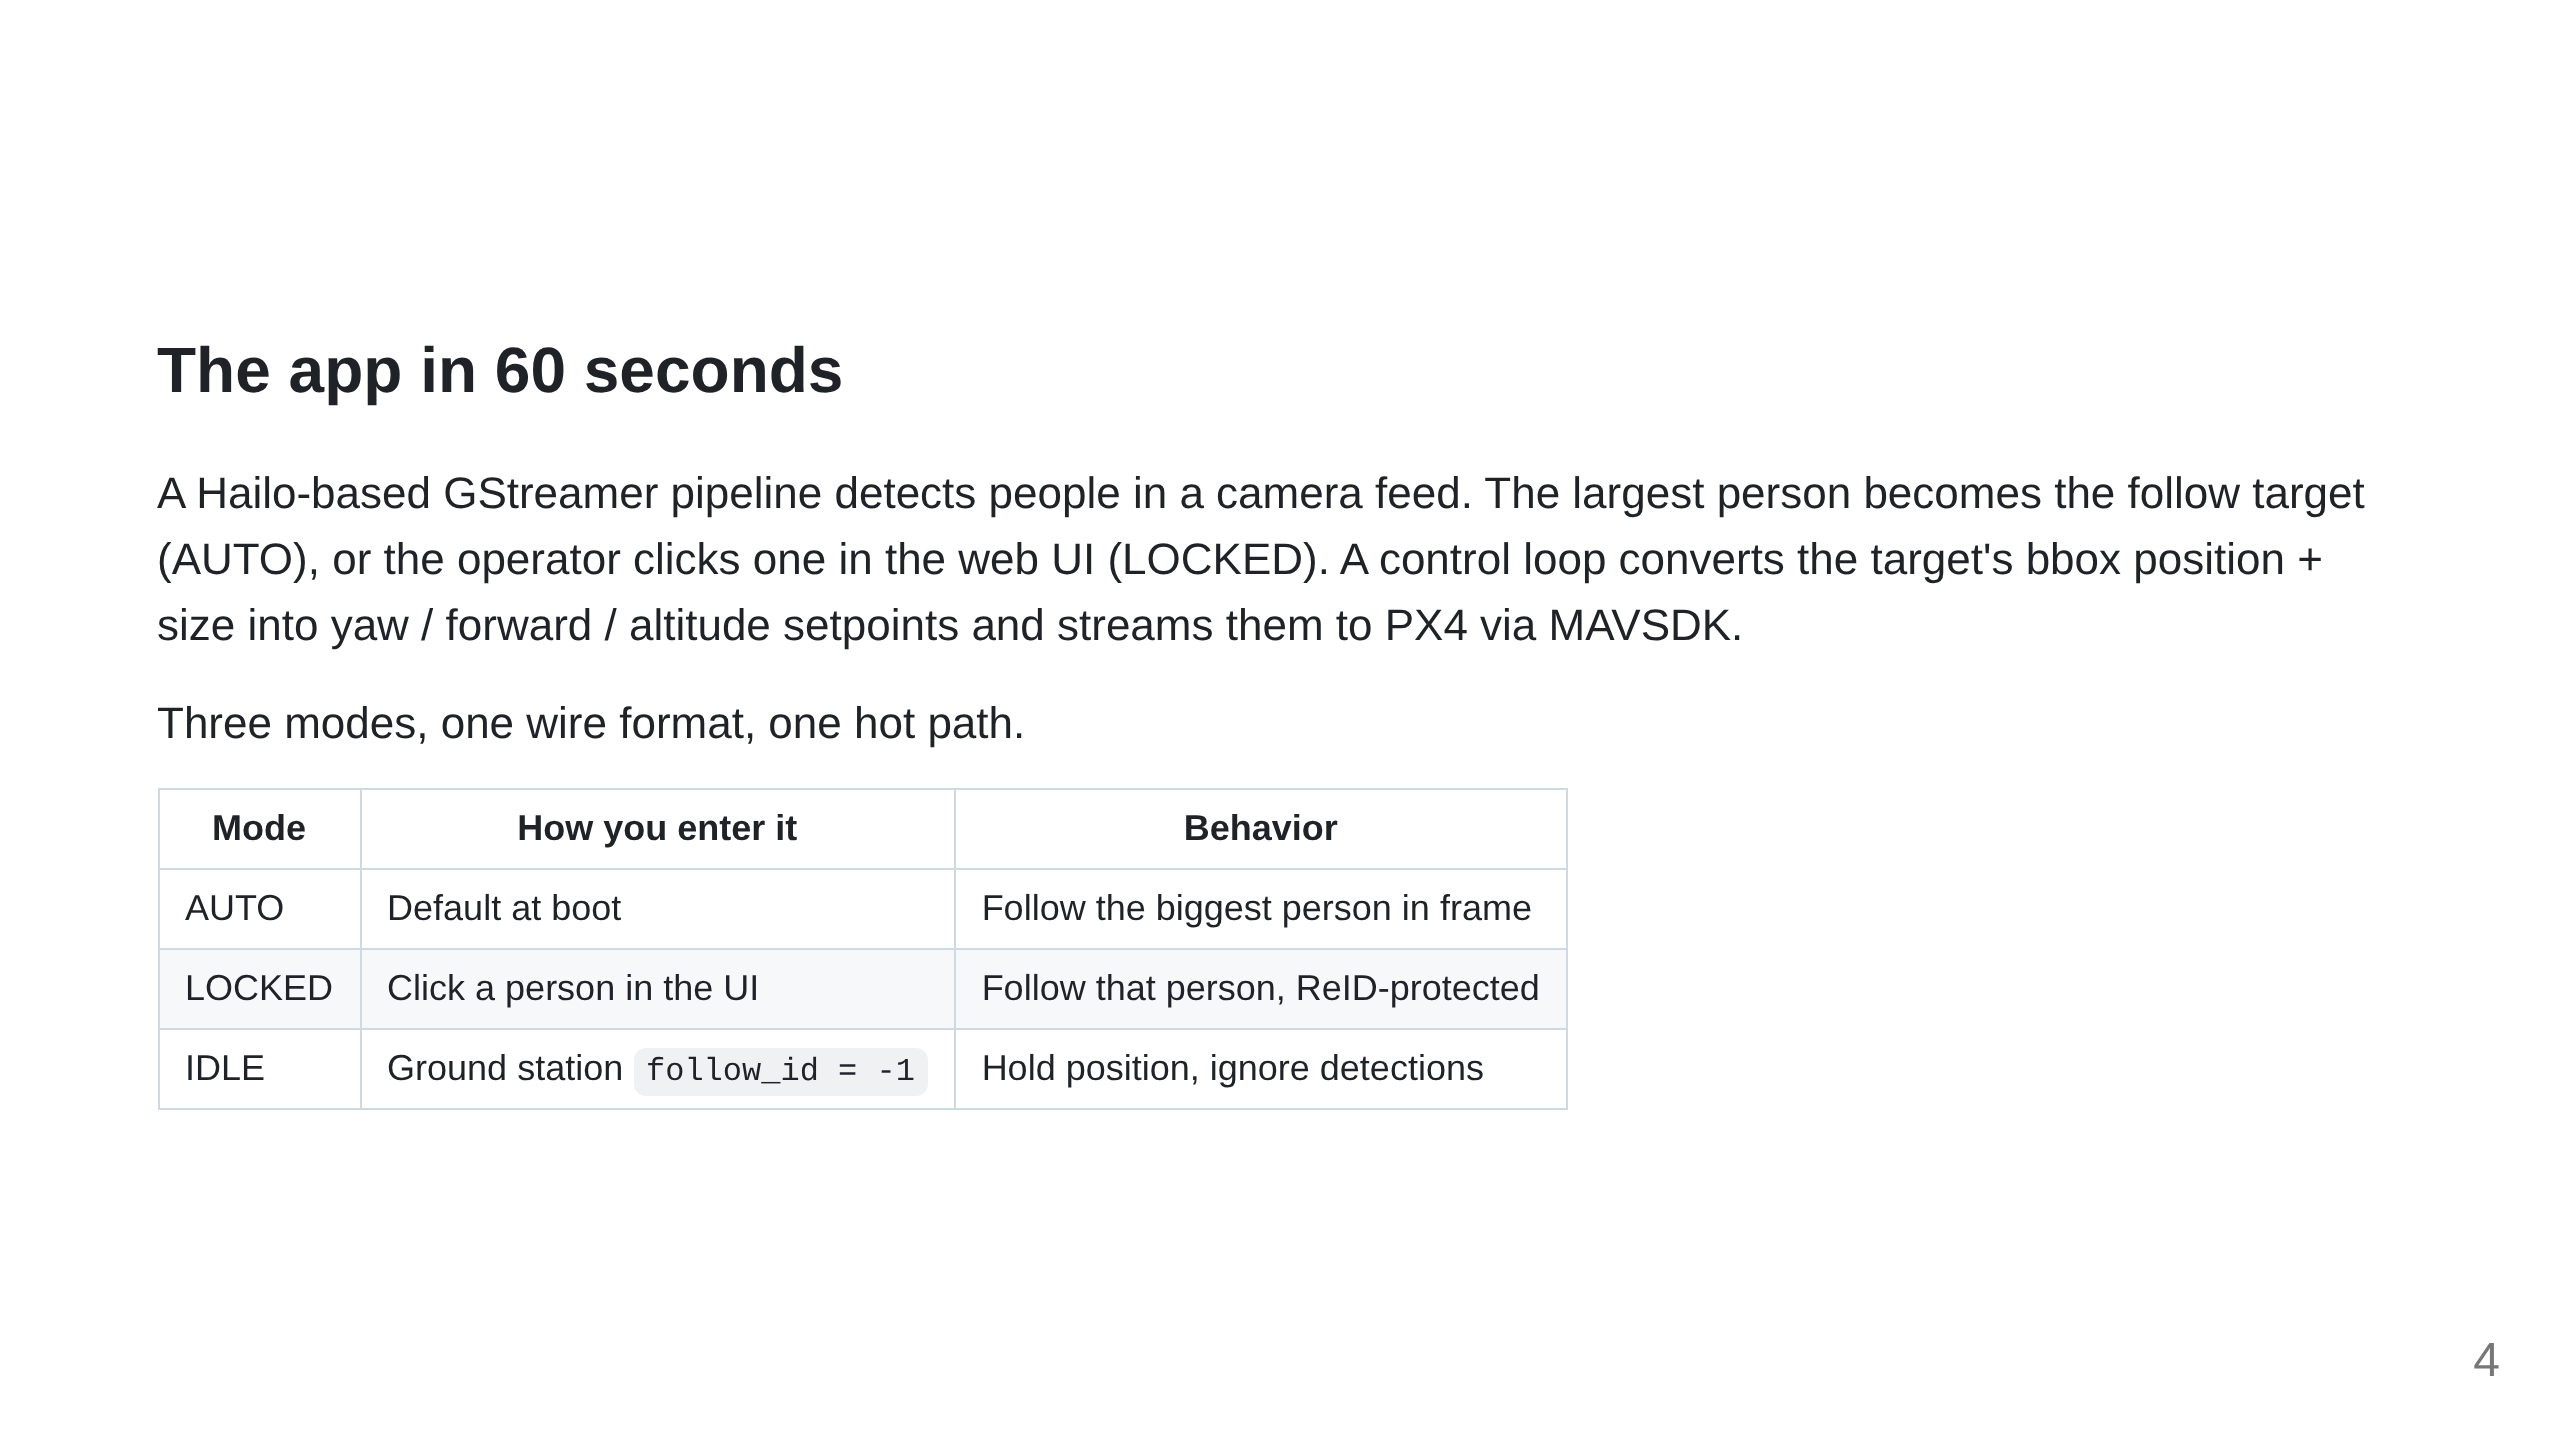 The app in 60 seconds
A Hailo-based GStreamer pipeline detects people in a camera feed. The largest person becomes the follow target
(AUTO), or the operator clicks one in the web UI (LOCKED). A control loop converts the target's bbox position +
size into yaw / forward / altitude setpoints and streams them to PX4 via MAVSDK.
Three modes, one wire format, one hot path.
Mode How you enter it Behavior
AUTO Default at boot Follow the biggest person in frame
LOCKED Click a person in the UI Follow that person, ReID-protected
IDLE Ground station follow_id = -1 Hold position, ignore detections
4